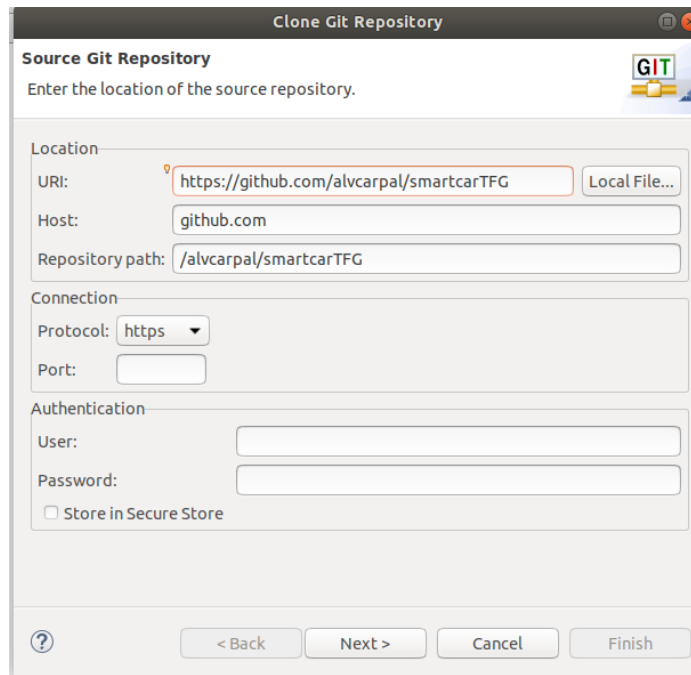 Clone Git Repository
Source Git Repository
GIT
Enter the location of the source repository.
Location
URI: https://github.com/alvcarpal/smartcarTFG Local File...
Host: github.com
Repository path: /alvcarpal/smartcarTFG
Connection
Protocol: https
Port:
Authentication
User:
Password:
Store in Secure Store
? < Back Next > Cancel Finish